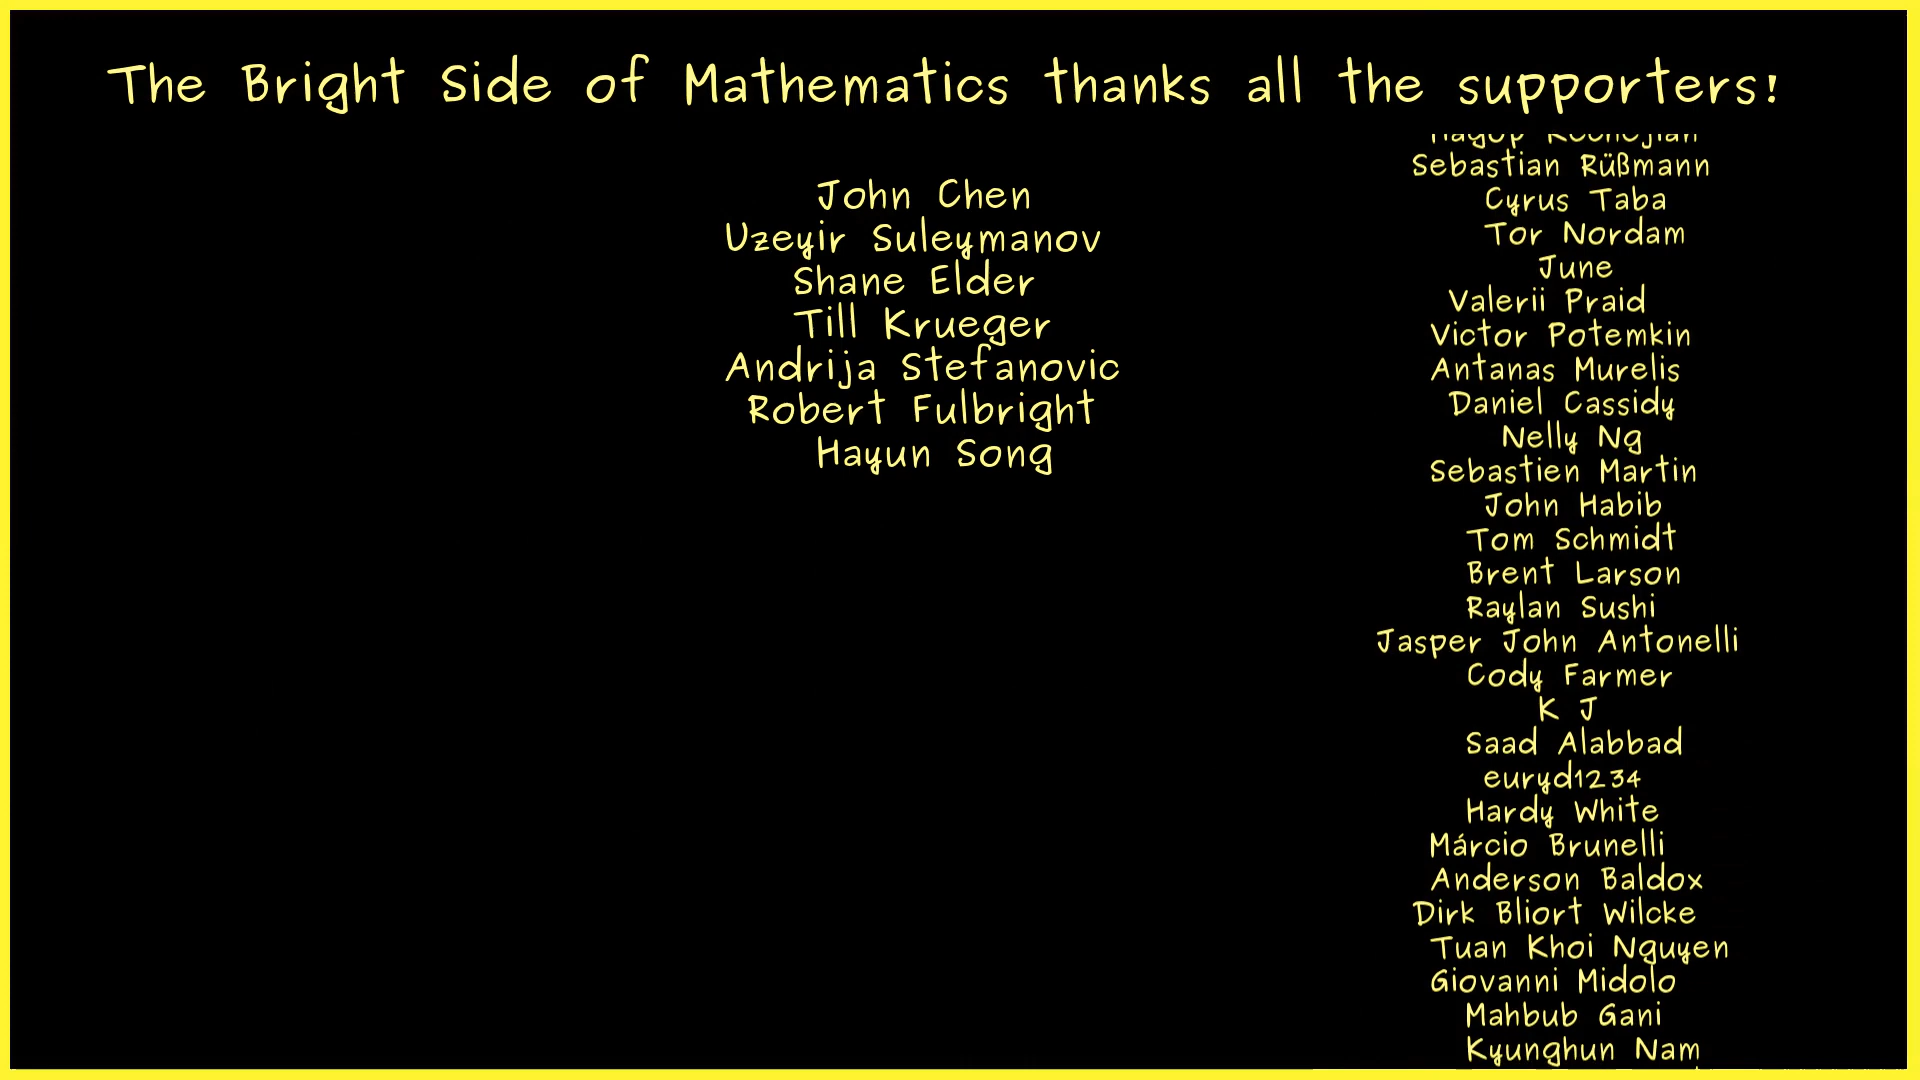 The Bright Side of Mathematics thanks all the supporters!
John Chen
Uzeyir Suleymanov
Shane Elder
Till Krueger
Andrija Stefanovic
Robert Fulbright
Hayun Song
Sebastian Rüßmann
Cyrus Taba
Tor Nordam
June
Valerii Praid
Victor Potemkin
Antanas Murelis
Daniel Cassidy
Nelly Ng
Sebastien Martin
John Habib
Tom Schmidt
Brent Larson
Raylan Sushi
Jasper John Antonelli
Cody Farmer
K J
Saad Alabbad
euryd1234
Hardy White
Márcio Brunelli
Anderson Baldox
Dirk Bliort Wilcke
Tuan Khoi Nguyen
Giovanni Midolo
Mahbub Gani
Kyunghun Nam